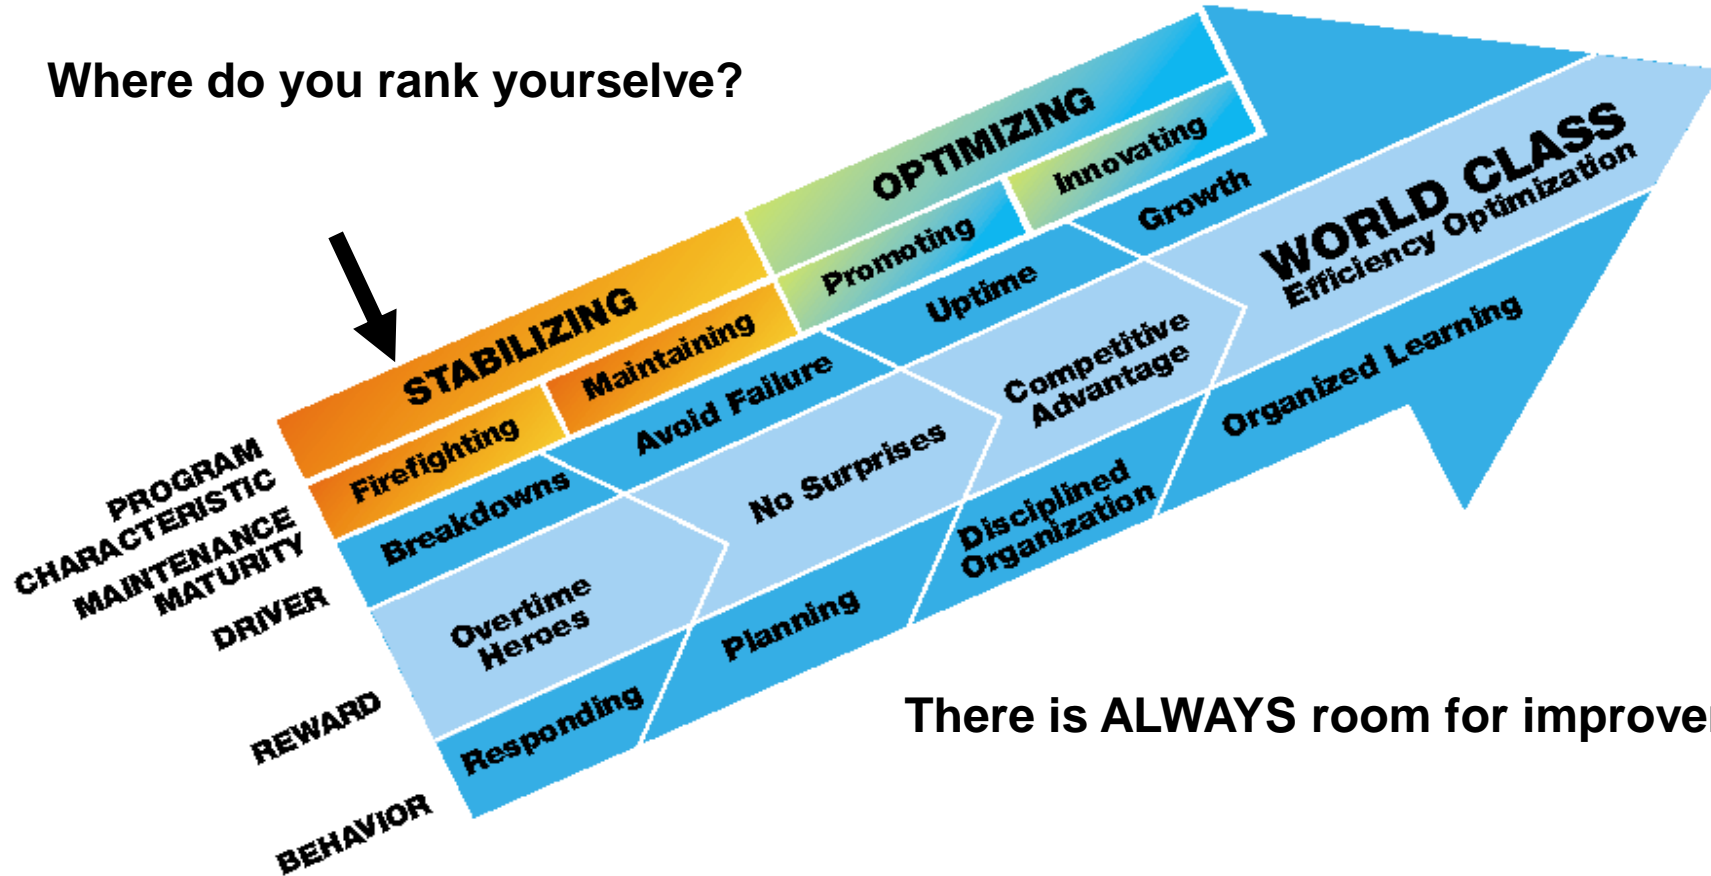 Where do you rank yourselve?
STABILIZING
OPTIMIZING
Firefighting
Maintaining
Promoting
Innovating
Breakdowns
Avoid Failure
Uptime
Growth
Overtime
Heroes
No Surprises
Competitive
Advantage
WORLD CLASS
Efficiency Optimization
Responding
Planning
Disciplined
Organization
Organized Learning
PROGRAM
CHARACTERISTIC
MAINTENANCE
MATURITY
DRIVER
REWARD
BEHAVIOR
There is ALWAYS room for